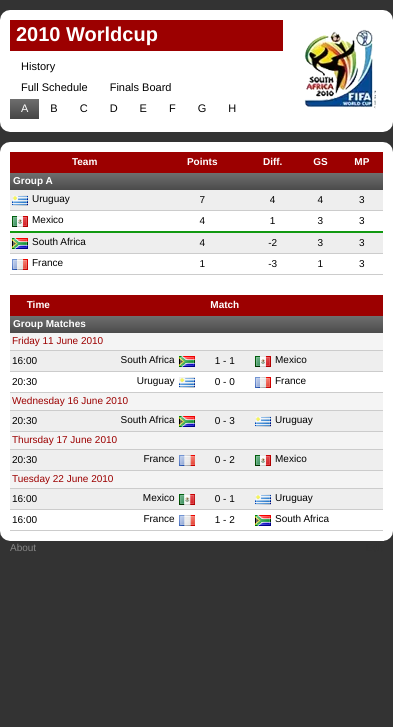 2010 Worldcup
SOUTH AFRICA
2010
FIFA
WORLD CUP
History
Full Schedule Finals Board
A B C D E F G H
Team Points Diff. GS MP
Group A
Uruguay 7 4 4 3
Mexico 4 1 3 3
South Africa 4 -2 3 3
France 1 -3 1 3
Time Match
Group Matches
Friday 11 June 2010
16:00 South Africa 1 - 1 Mexico
20:30 Uruguay 0 - 0 France
Wednesday 16 June 2010
20:30 South Africa 0 - 3 Uruguay
Thursday 17 June 2010
20:30 France 0 - 2 Mexico
Tuesday 22 June 2010
16:00 Mexico 0 - 1 Uruguay
16:00 France 1 - 2 South Africa
About